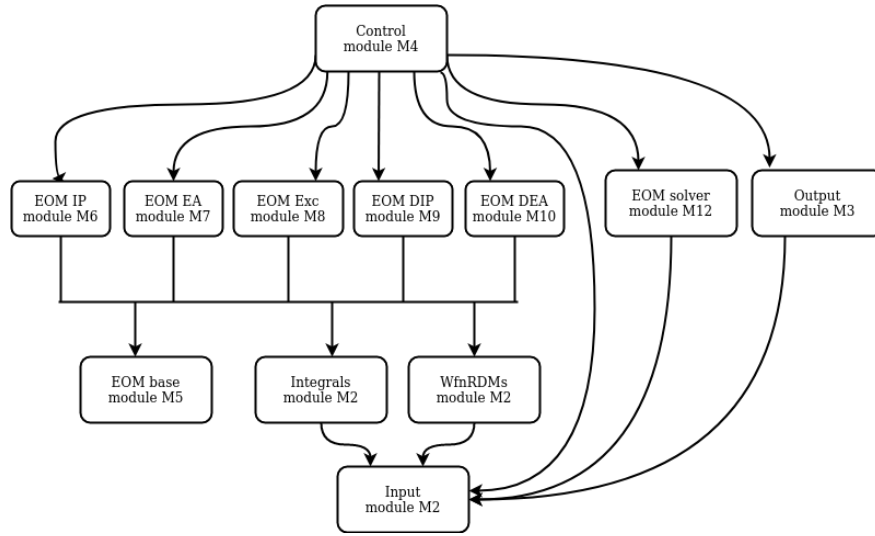 Control
module M4
EOM IP
module M6
EOM EA
module M7
EOM Exc
module M8
EOM DIP
module M9
EOM DEA
module M10
EOM solver
module M12
Output
module M3
EOM base
module M5
Integrals
module M2
WfnRDMs
module M2
Input
module M2